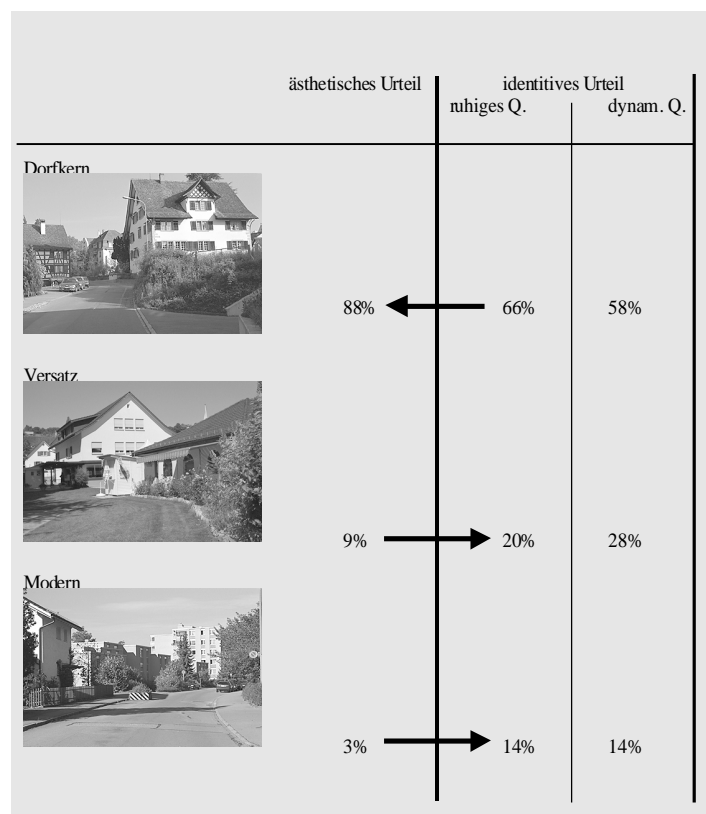 ästhetisches Urteil identitives Urteil
ruhiges Q. dynam. Q.
Dorfkern
88% 66% 58%
Versatz
9% 20% 28%
Modern
3% 14% 14%